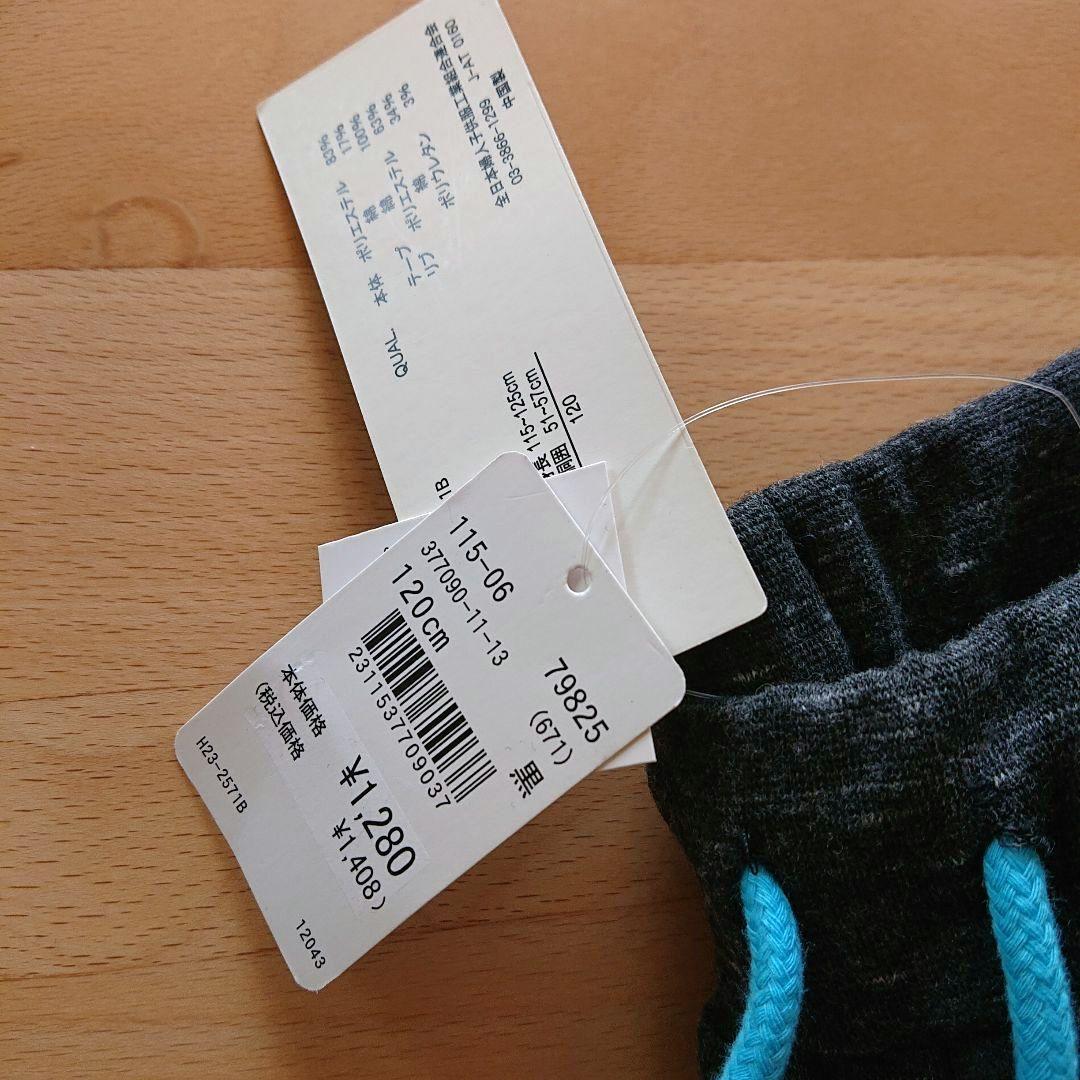 QUAL.
本体 ポリエステル 83%
綿 17%
テープ 綿 100%
リブ ポリエステル 63%
綿 34%
ポリウレタン 3%
全日本婦人子供服工業組合連合会
03-3866-1299 J-AT 0160
中国製
身長 115~125cm
胴囲 51~57cm
120
1B
115-06
377090-11-13
120cm
2311537709037
79825
(671)
黒
本体価格 ¥1,280
(税込価格 ¥1,408)
H23-2571B
12043